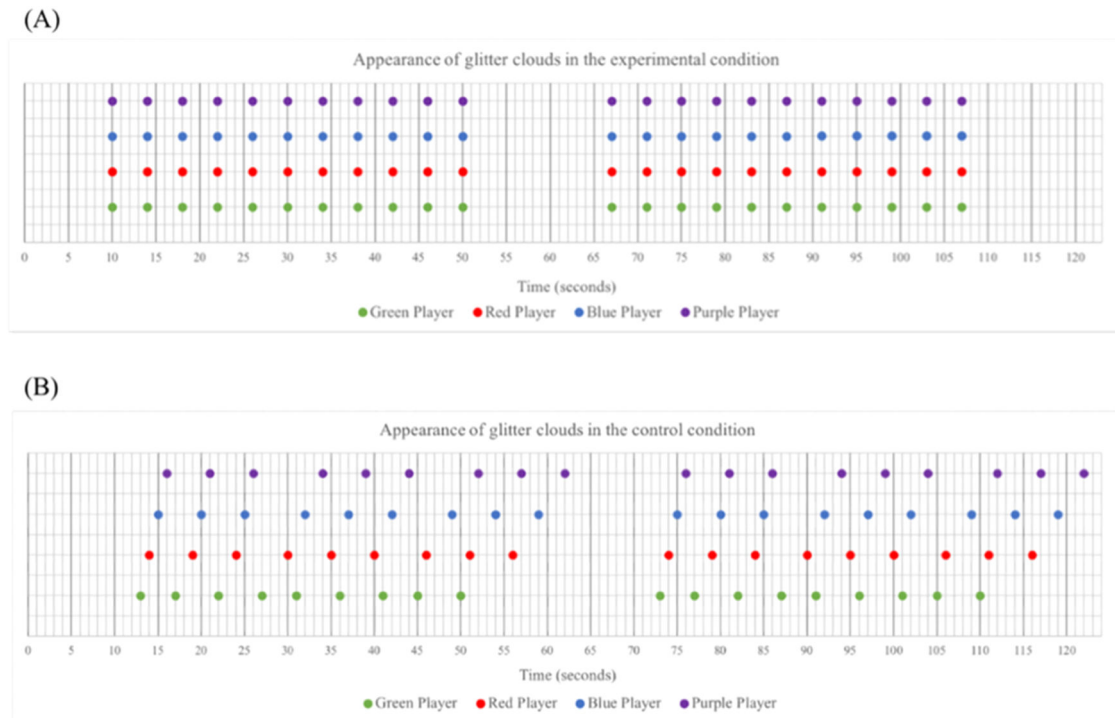 (A)
Appearance of glitter clouds in the experimental condition
0 5 10 15 20 25 30 35 40 45 50 55 60 65 70 75 80 85 90 95 100 105 110 115 120
Time (seconds)
Green Player Red Player Blue Player Purple Player
(B)
Appearance of glitter clouds in the control condition
0 5 10 15 20 25 30 35 40 45 50 55 60 65 70 75 80 85 90 95 100 105 110 115 120
Time (seconds)
Green Player Red Player Blue Player Purple Player